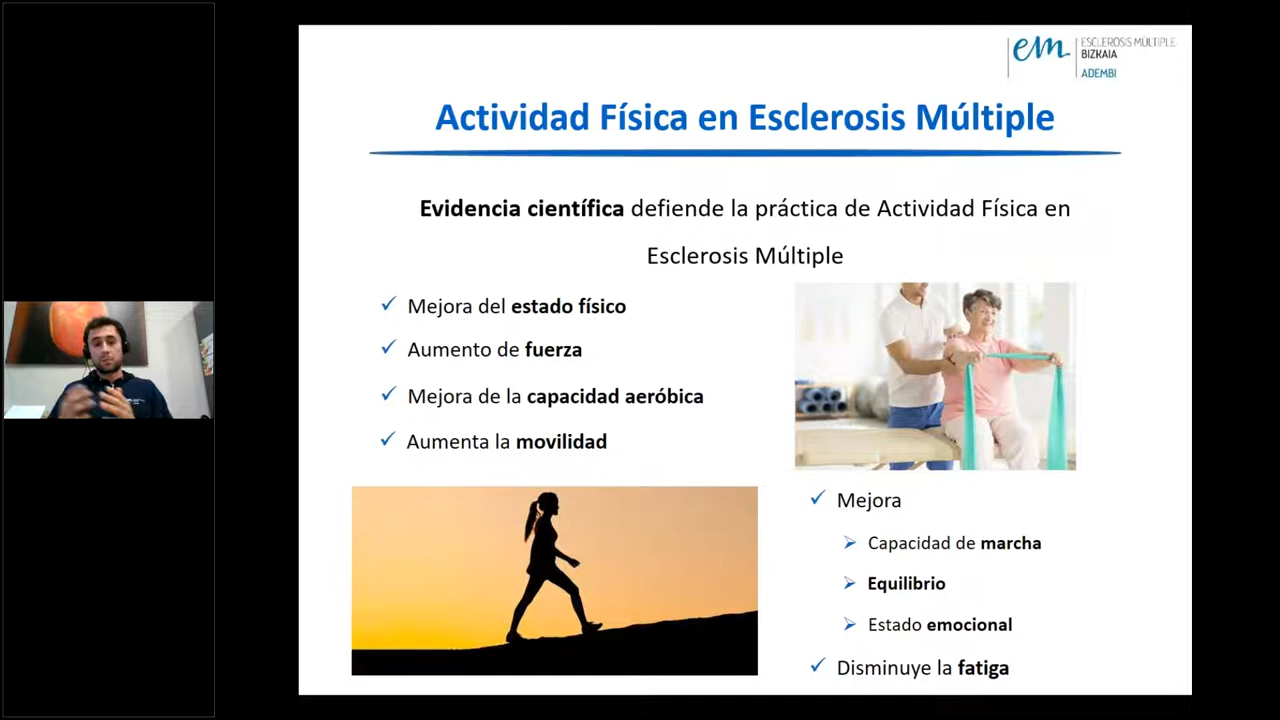 em
ESCLEROSIS MÚLTIPLE
BIZKAIA
ADEMBI
Actividad Física en Esclerosis Múltiple
Evidencia científica defiende la práctica de Actividad Física en
Esclerosis Múltiple
Mejora del estado físico
Aumento de fuerza
Mejora de la capacidad aeróbica
Aumenta la movilidad
Mejora
Capacidad de marcha
Equilibrio
Estado emocional
Disminuye la fatiga